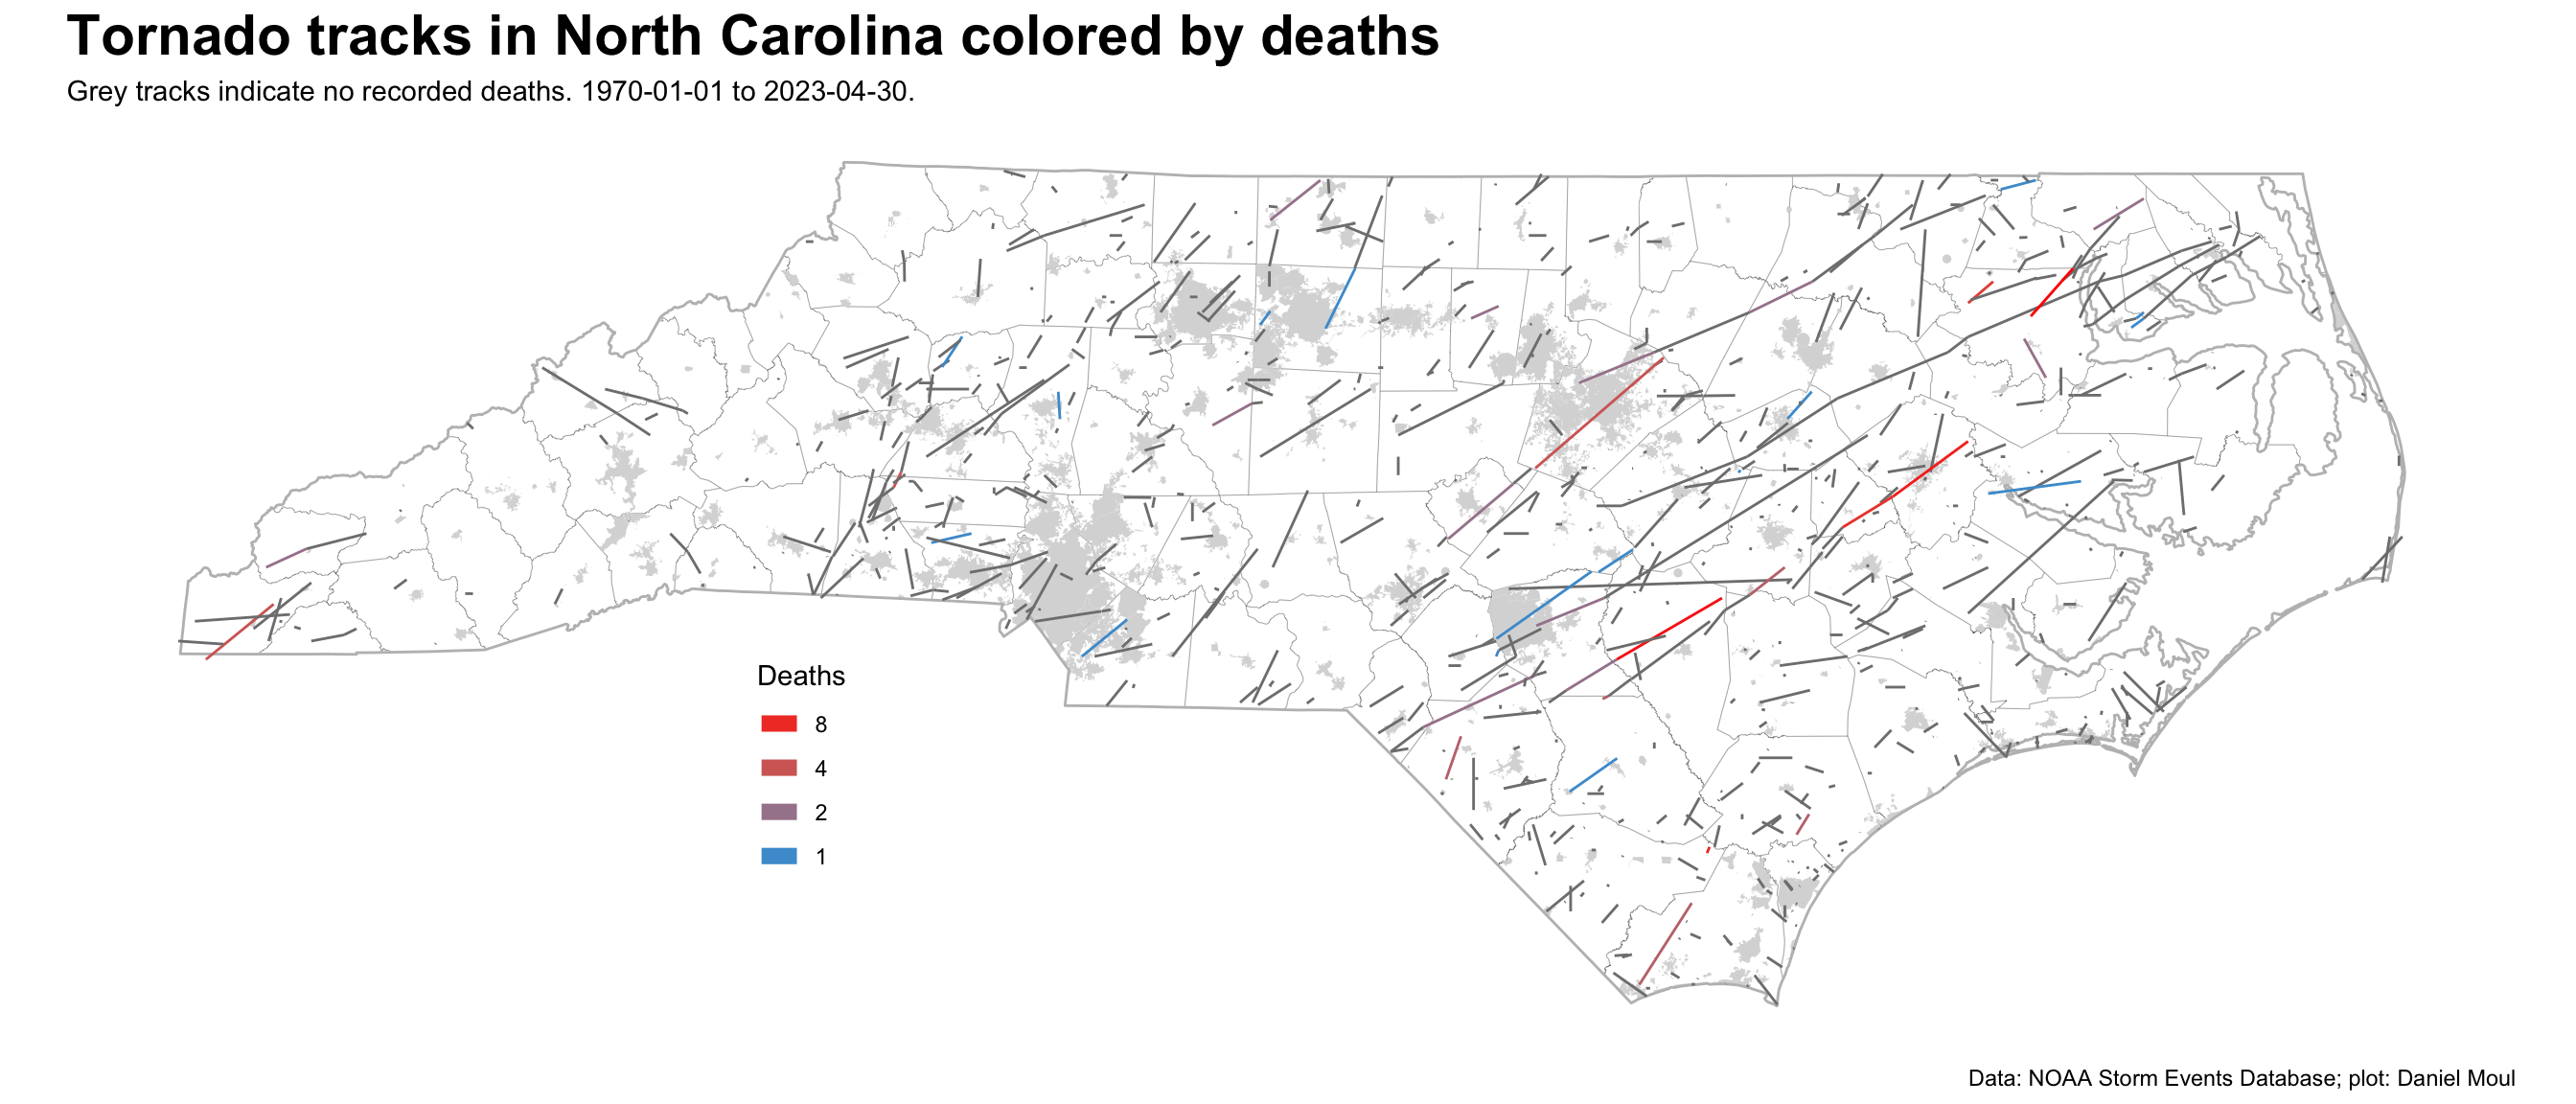 Tornado tracks in North Carolina colored by deaths
Grey tracks indicate no recorded deaths. 1970-01-01 to 2023-04-30.
Deaths
8
4
2
1
Data: NOAA Storm Events Database; plot: Daniel Moul